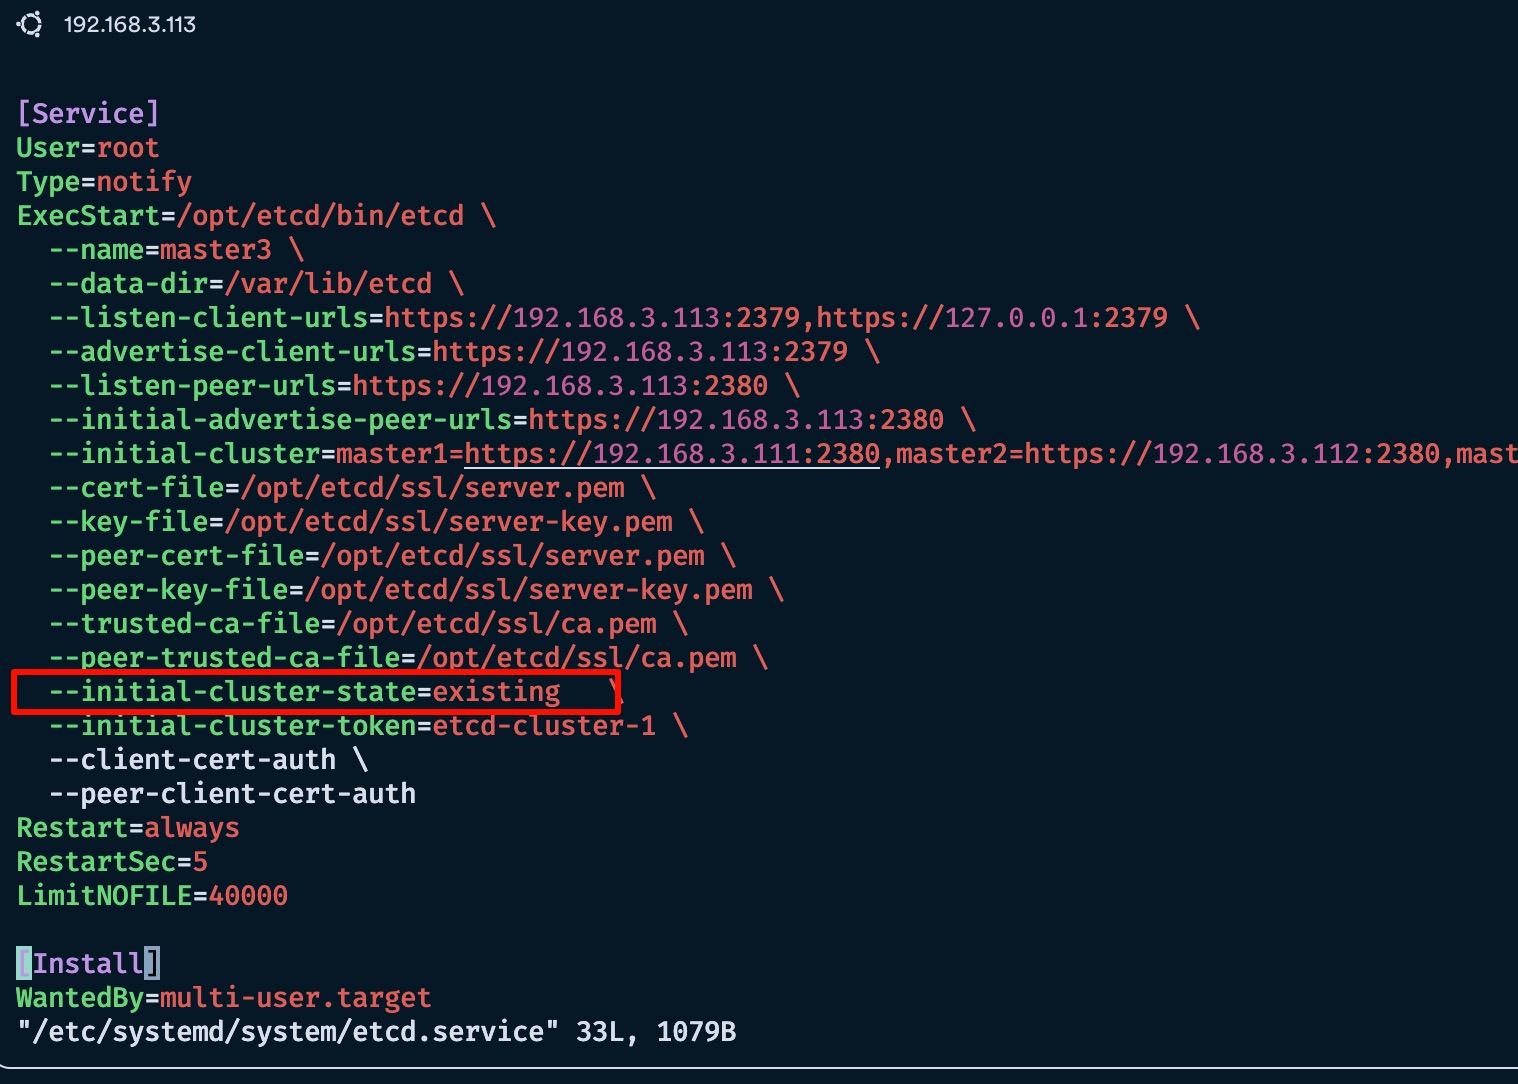 192.168.3.113
[Service]
User=root
Type=notify
ExecStart=/opt/etcd/bin/etcd \
  --name=master3 \
  --data-dir=/var/lib/etcd \
  --listen-client-urls=https://192.168.3.113:2379,https://127.0.0.1:2379 \
  --advertise-client-urls=https://192.168.3.113:2379 \
  --listen-peer-urls=https://192.168.3.113:2380 \
  --initial-advertise-peer-urls=https://192.168.3.113:2380 \
  --initial-cluster=master1=https://192.168.3.111:2380,master2=https://192.168.3.112:2380,mast
  --cert-file=/opt/etcd/ssl/server.pem \
  --key-file=/opt/etcd/ssl/server-key.pem \
  --peer-cert-file=/opt/etcd/ssl/server.pem \
  --peer-key-file=/opt/etcd/ssl/server-key.pem \
  --trusted-ca-file=/opt/etcd/ssl/ca.pem \
  --peer-trusted-ca-file=/opt/etcd/ssl/ca.pem \
  --initial-cluster-state=existing   \
  --initial-cluster-token=etcd-cluster-1 \
  --client-cert-auth \
  --peer-client-cert-auth
Restart=always
RestartSec=5
LimitNOFILE=40000
[Install]
WantedBy=multi-user.target
"/etc/systemd/system/etcd.service" 33L, 1079B